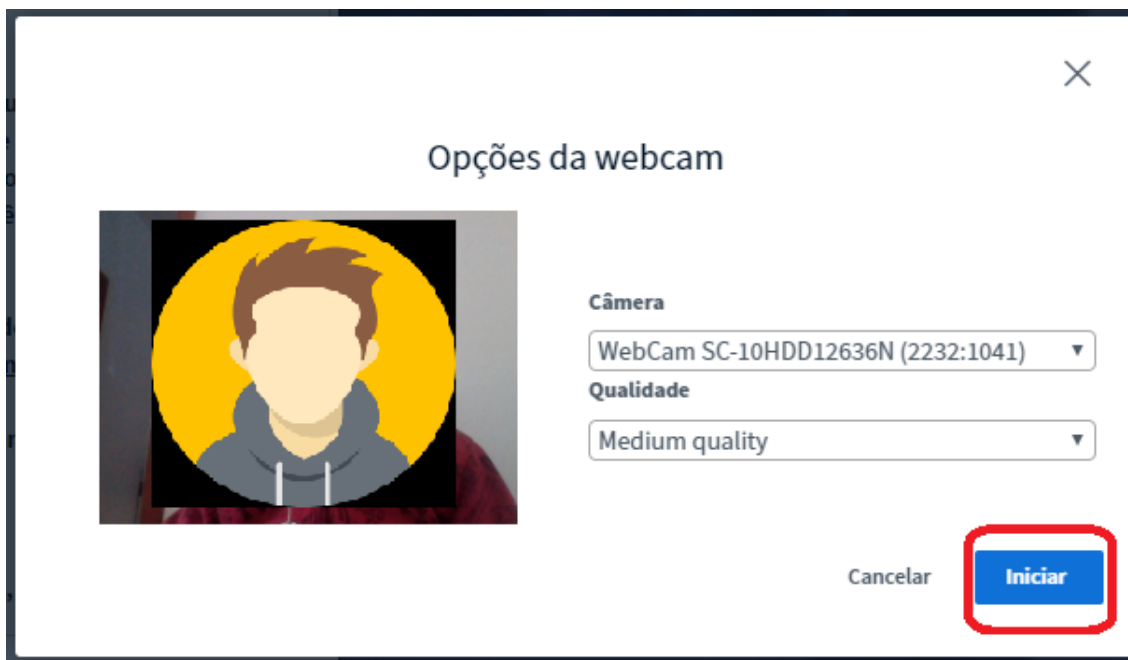 Opções da webcam
Câmera
WebCam SC-10HDD12636N (2232:1041)
Qualidade
Medium quality
Cancelar
Iniciar